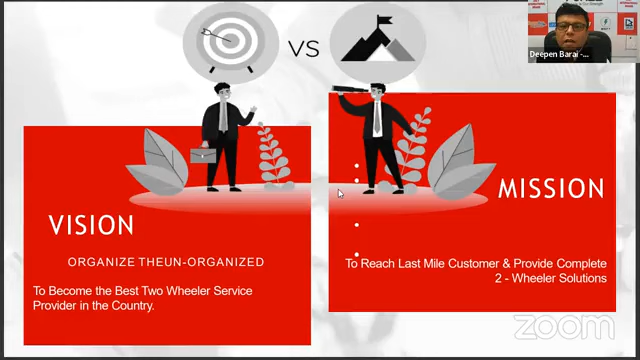 VS
Deepen Barai -...
VISION
ORGANIZE THEUN-ORGANIZED
To Become the Best Two Wheeler Service
Provider in the Country.
MISSION
To Reach Last Mile Customer & Provide Complete
2 - Wheeler Solutions
zoom